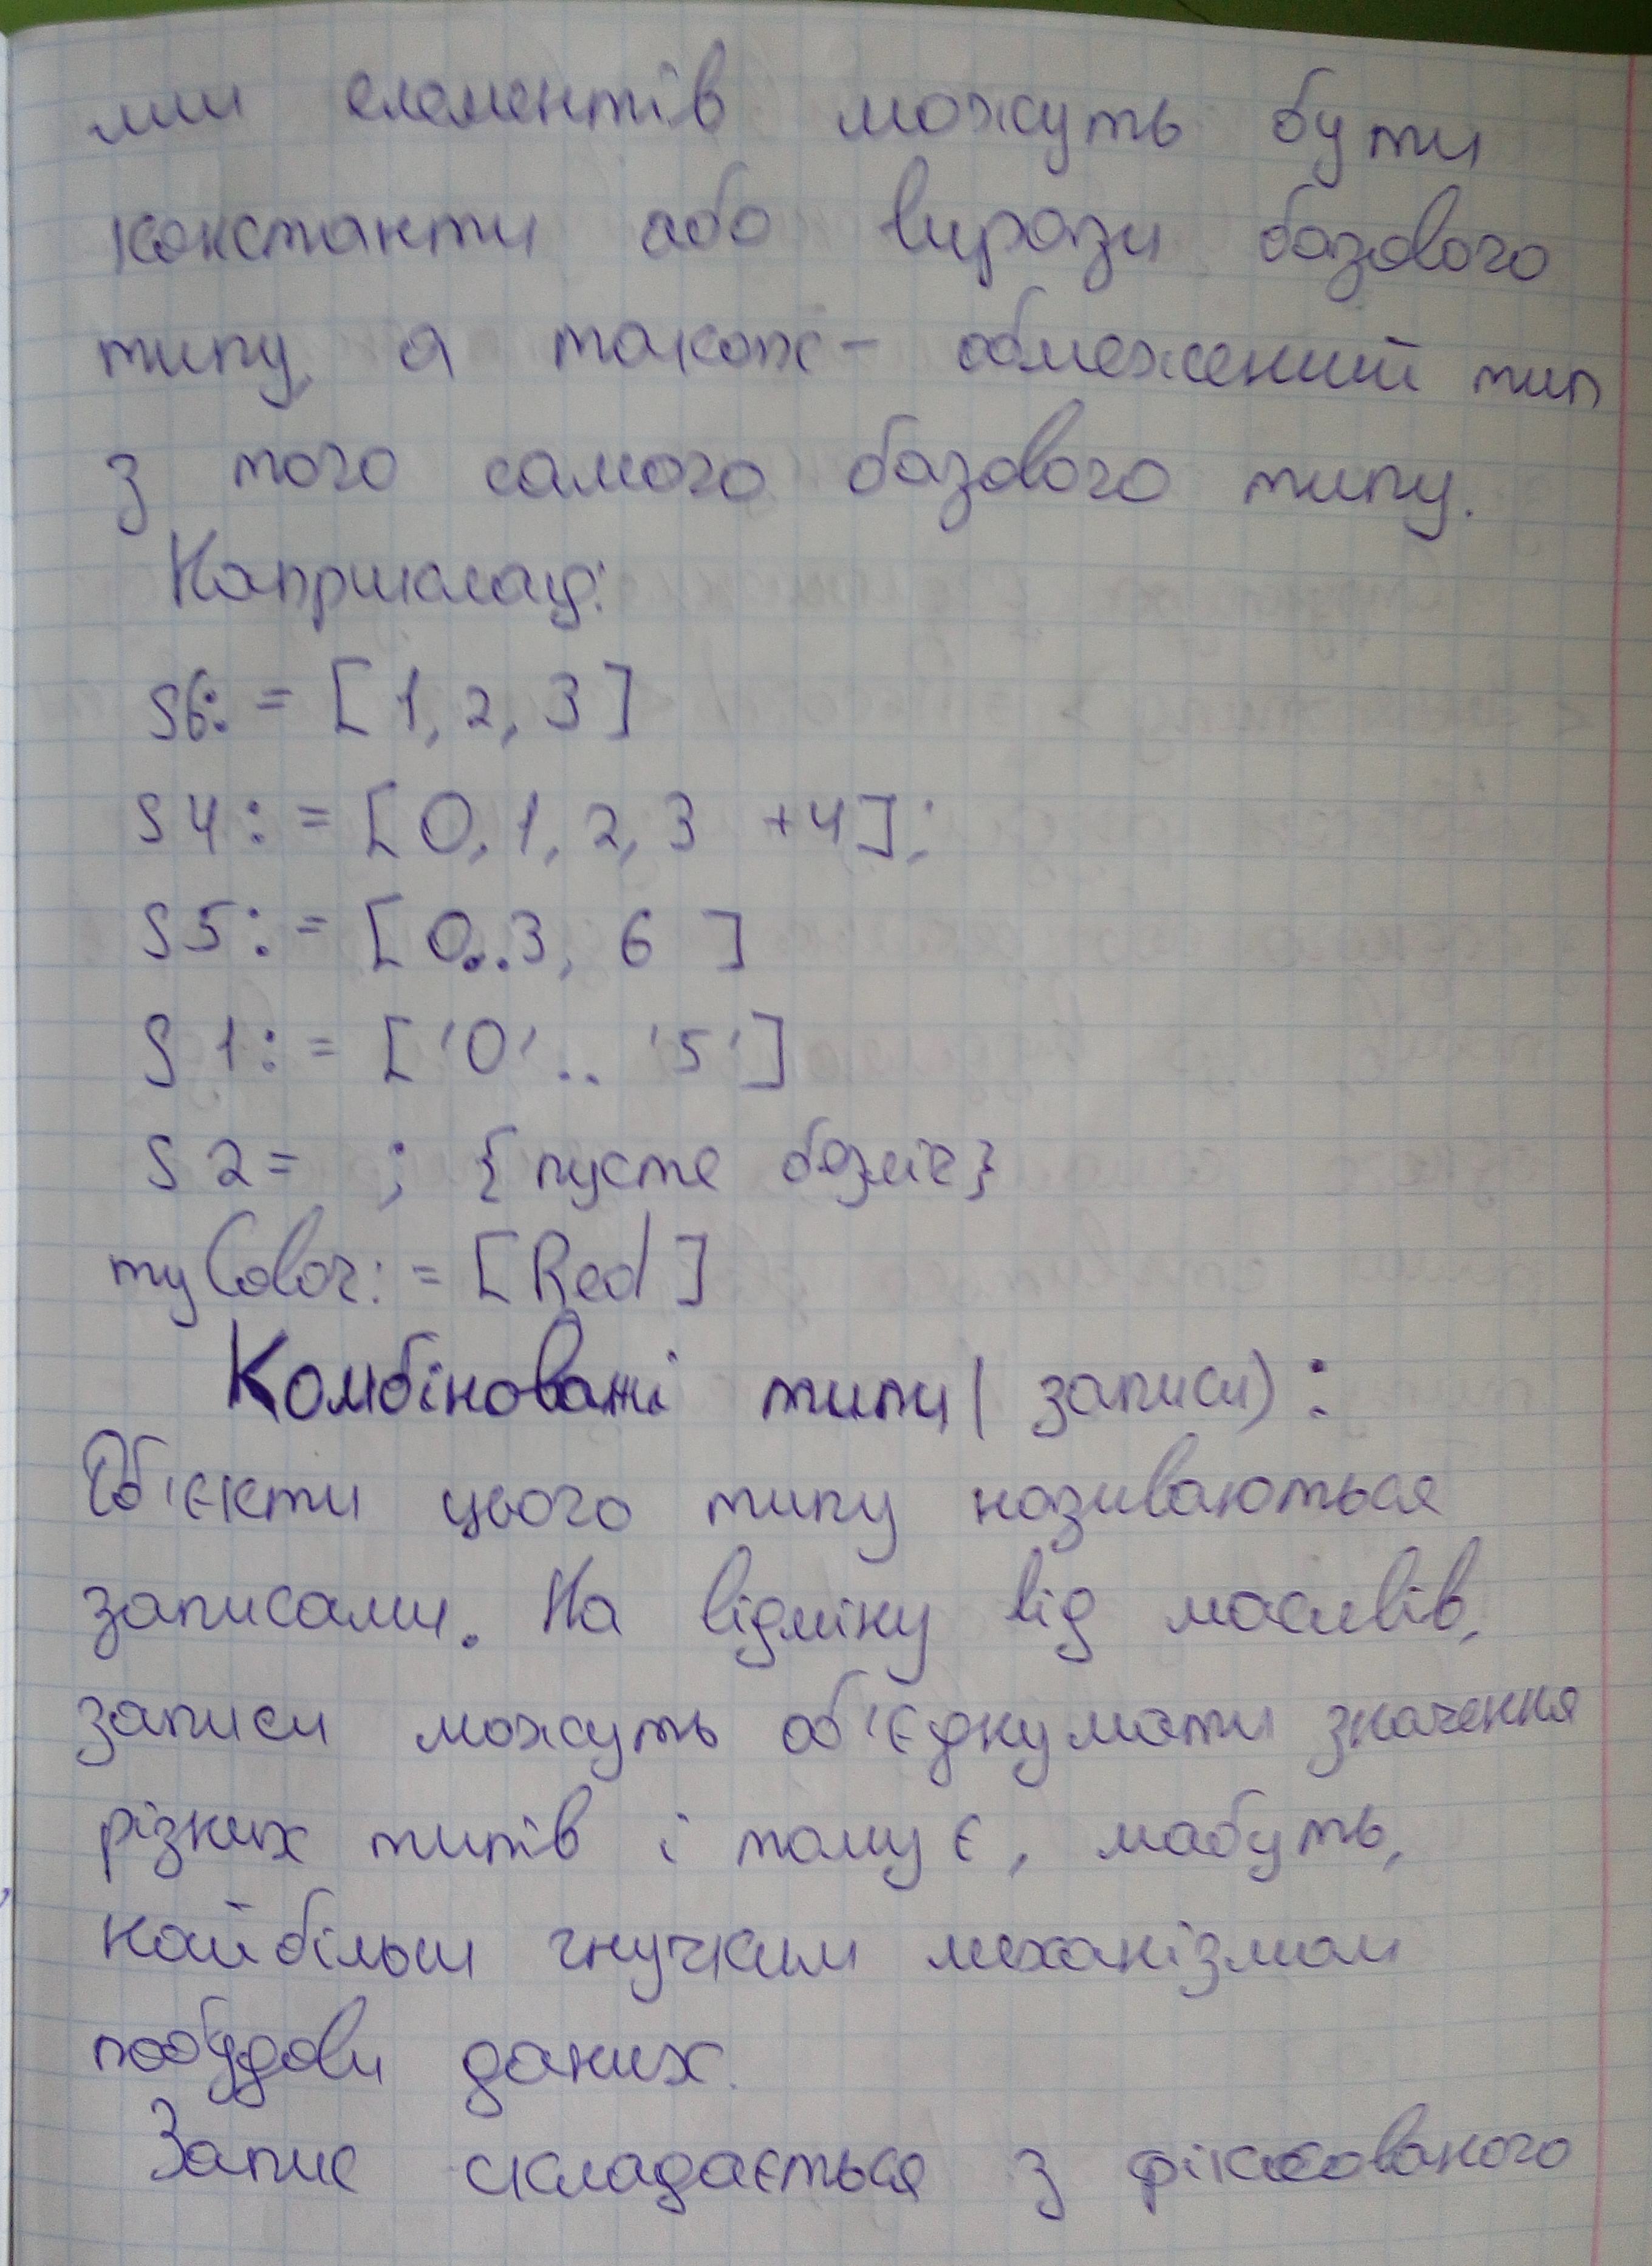 ми елементів можуть бути
константи або вирази базового
типу, а також - обмежений тип
з того самого базового типу.
Наприклад:
S6:= [1, 2, 3]
S4:= [0, 1, 2, 3 +4];
S5:= [0..3, 6 ]
S1:= ['0'.. '5']
S2= ; {пусте безліч}
myColor:= [Red]
Комбіновані типи( записи):
Об'єкти цього типу називаються
записами. На відміну від масивів,
записи можуть об'єднумати значення
різних типів і тому є, мабуть,
найбільш гнучким механізмом
побудови даних.
Запис складається з фіксованого